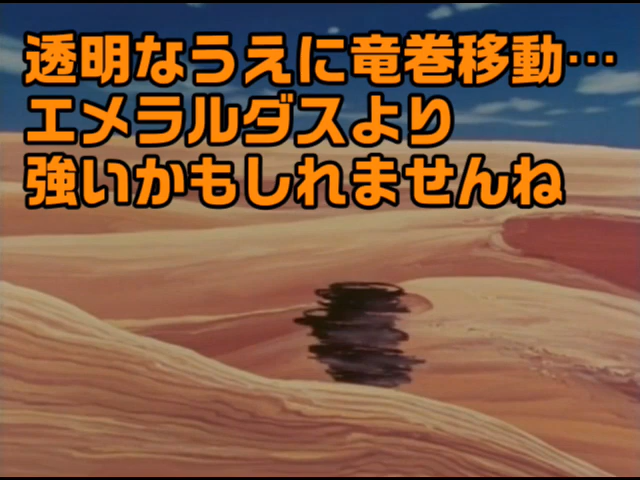 透明なうえに竜巻移動…
エメラルダスより
強いかもしれませんね